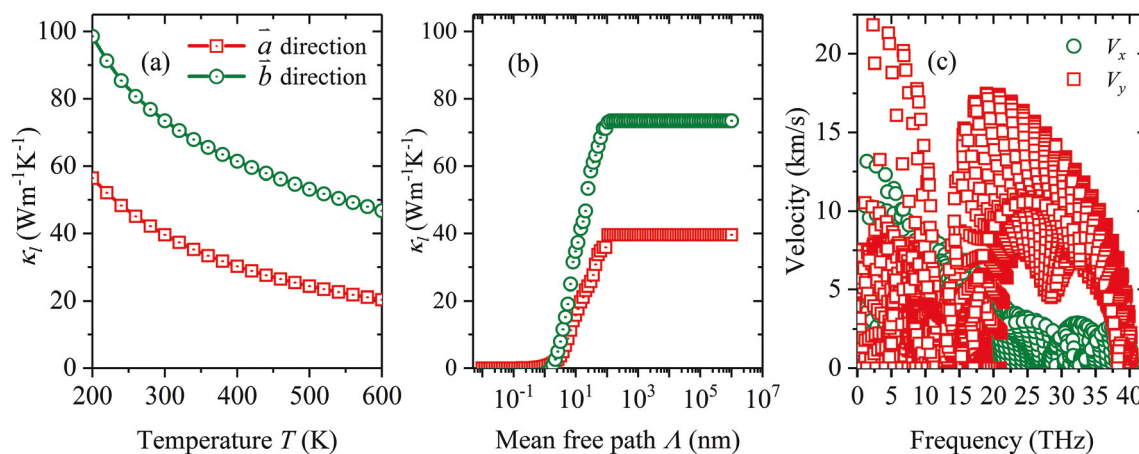 (a)
a⃗ direction
b⃗ direction
κl (Wm⁻¹K⁻¹)
100
80
60
40
20
0
200
300
400
500
600
Temperature T (K)
(b)
κl (Wm⁻¹K⁻¹)
100
80
60
40
20
0
10⁻¹
10¹
10³
10⁵
10⁷
Mean free path Λ (nm)
(c)
Vx
Vy
Velocity (km/s)
20
15
10
5
0
0
5
10
15
20
25
30
35
40
Frequency (THz)